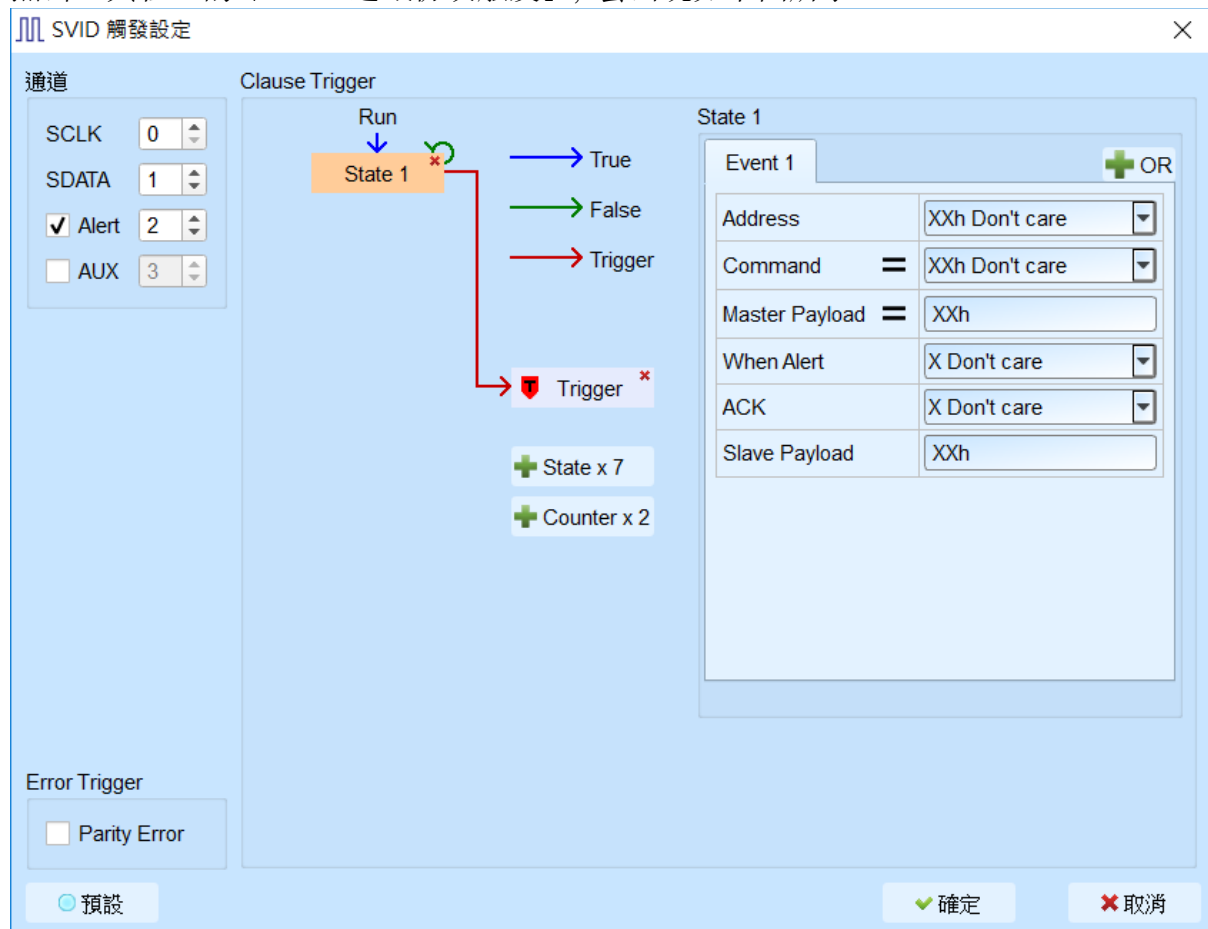 SVID 觸發設定
通道
SCLK 0
SDATA 1
Alert 2
AUX 3
Clause Trigger
Run
State 1
True
False
Trigger
T Trigger
State x 7
Counter x 2
State 1
Event 1
OR
Address XXh Don't care
Command = XXh Don't care
Master Payload = XXh
When Alert X Don't care
ACK X Don't care
Slave Payload XXh
Error Trigger
Parity Error
預設
確定
取消